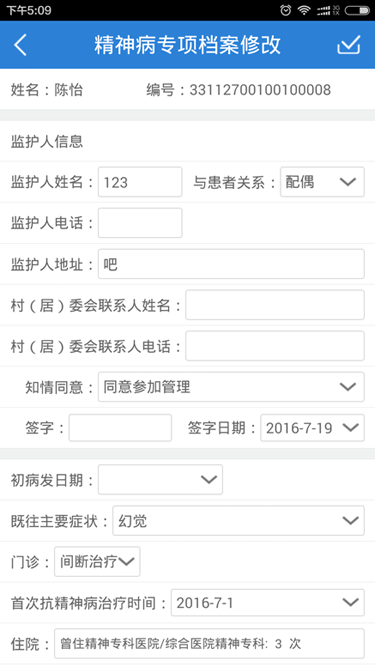 下午5:09
3G
1X
精神病专项档案修改
姓名：陈怡 编号：33112700100100008
监护人信息
监护人姓名： 123 与患者关系： 配偶
监护人电话：
监护人地址： 吧
村（居）委会联系人姓名：
村（居）委会联系人电话：
知情同意： 同意参加管理
签字： 签字日期： 2016-7-19
初病发日期：
既往主要症状： 幻觉
门诊： 间断治疗
首次抗精神病治疗时间： 2016-7-1
住院： 曾住精神专科医院/综合医院精神专科: 3 次